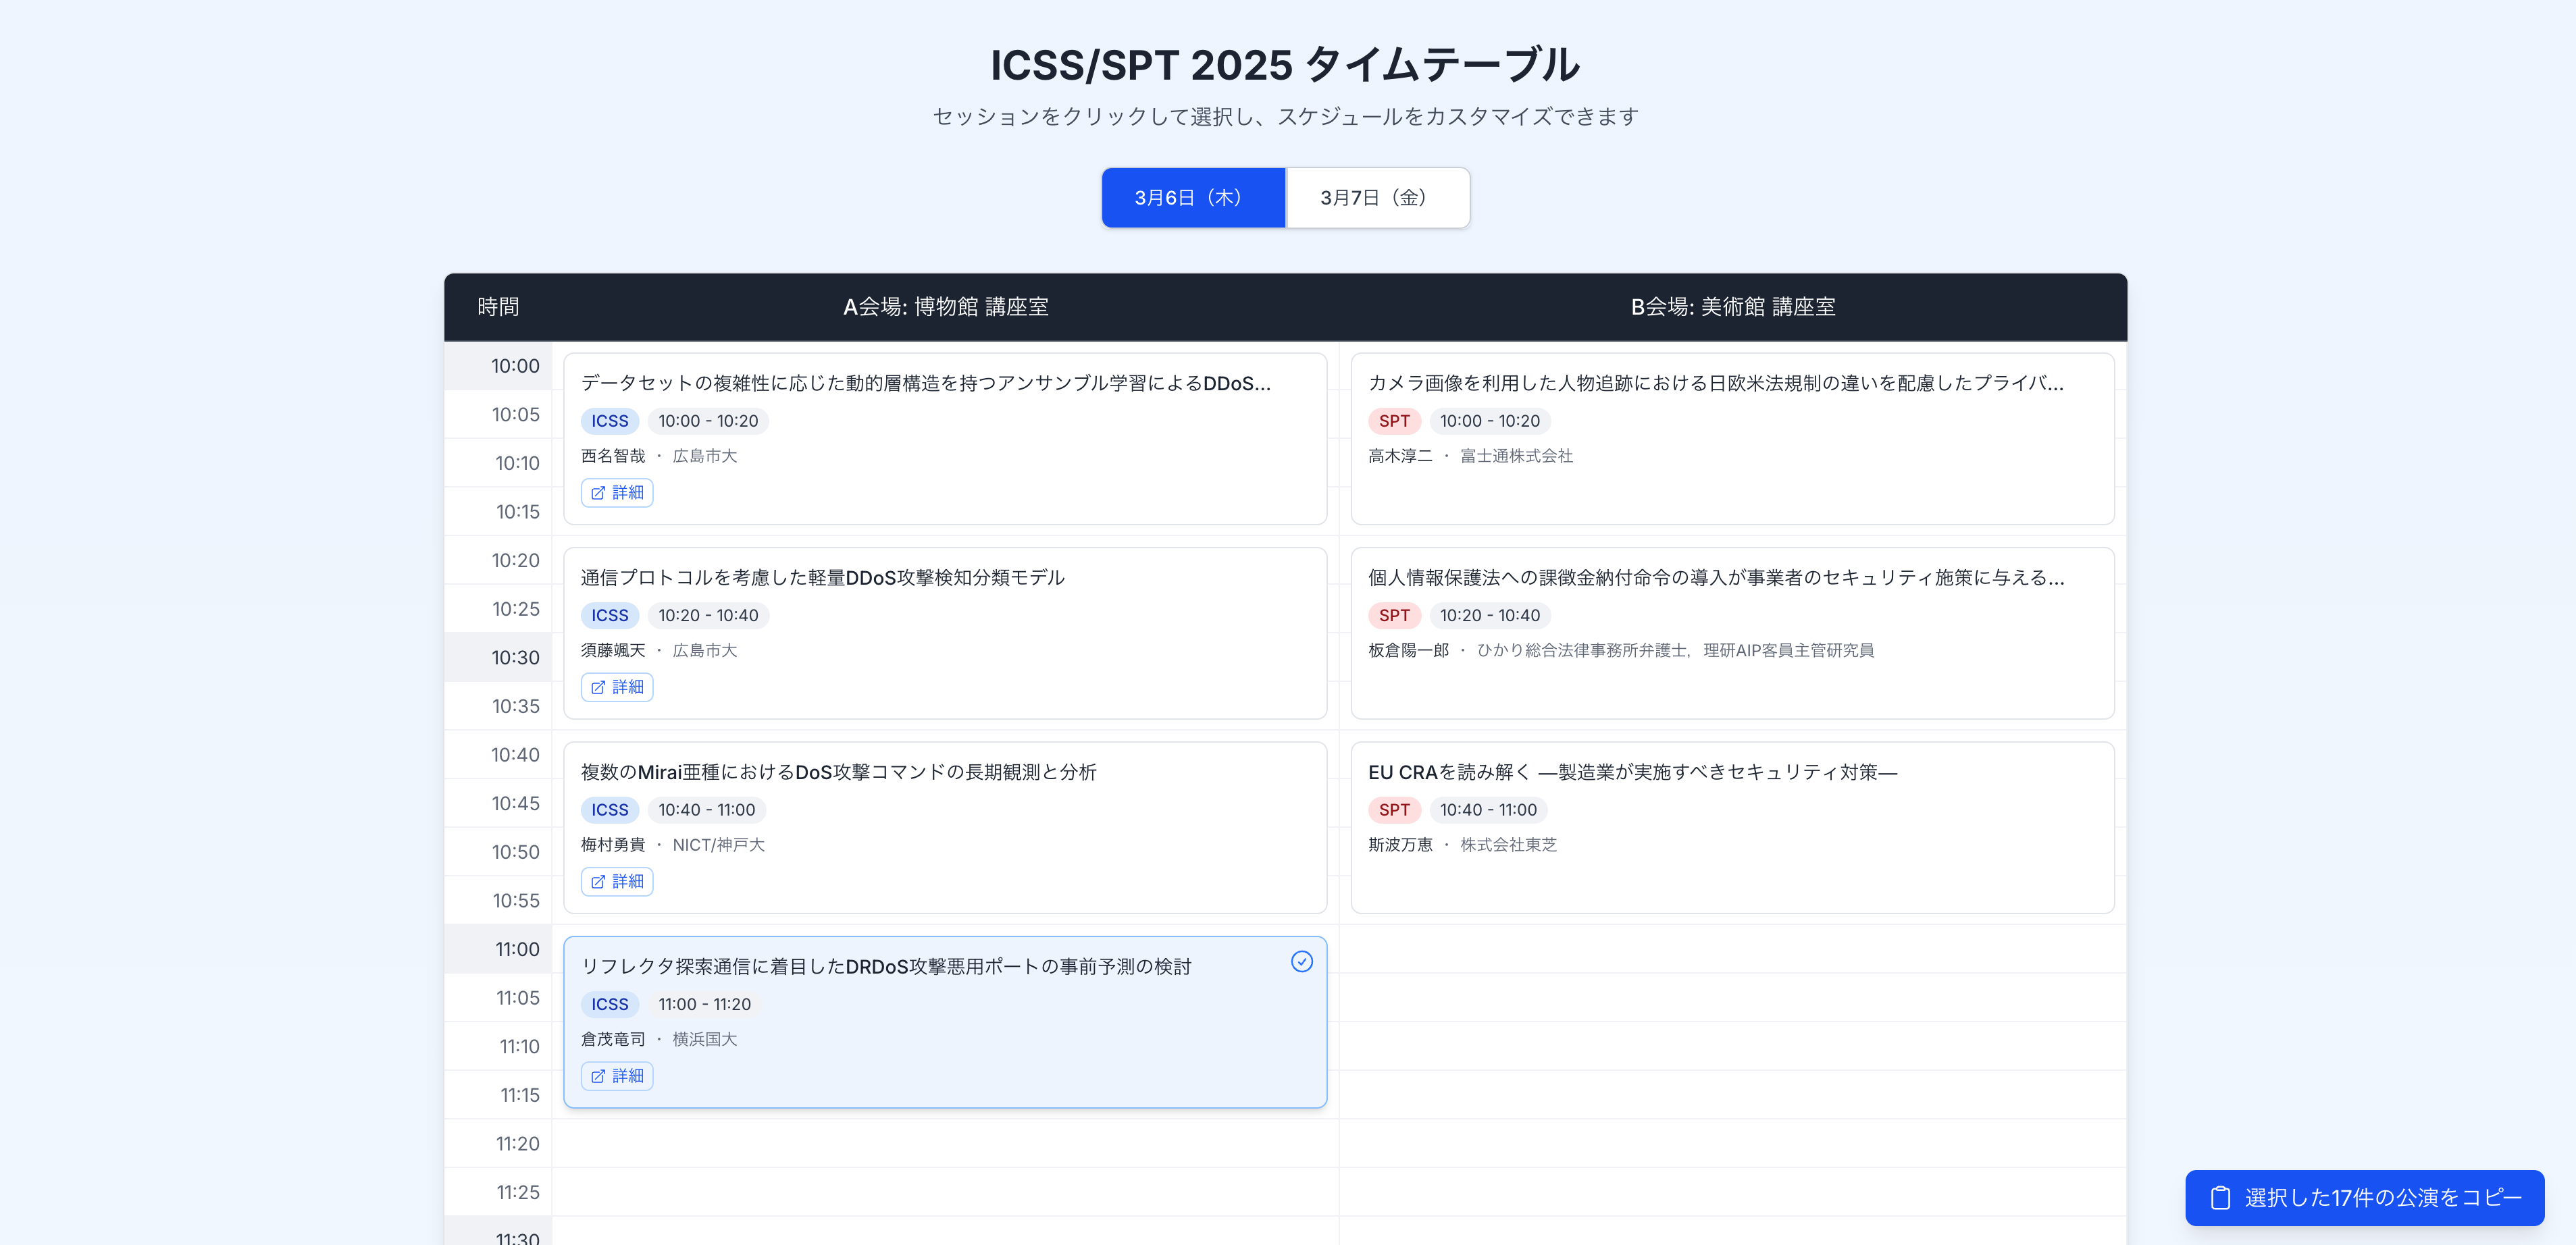 ICSS/SPT 2025 タイムテーブル
セッションをクリックして選択し、スケジュールをカスタマイズできます
3月6日（木）
3月7日（金）
時間
A会場: 博物館 講座室
B会場: 美術館 講座室
10:00
データセットの複雑性に応じた動的層構造を持つアンサンブル学習によるDDoS...
カメラ画像を利用した人物追跡における日欧米法規制の違いを配慮したプライバ...
10:05
ICSS 10:00 - 10:20
SPT 10:00 - 10:20
10:10
西名智哉 ・ 広島市大
高木淳二 ・ 富士通株式会社
詳細
10:15
10:20
通信プロトコルを考慮した軽量DDoS攻撃検知分類モデル
個人情報保護法への課徴金納付命令の導入が事業者のセキュリティ施策に与える...
10:25
ICSS 10:20 - 10:40
SPT 10:20 - 10:40
10:30
須藤颯天 ・ 広島市大
板倉陽一郎 ・ ひかり総合法律事務所弁護士，理研AIP客員主管研究員
詳細
10:35
10:40
複数のMirai亜種におけるDoS攻撃コマンドの長期観測と分析
EU CRAを読み解く ―製造業が実施すべきセキュリティ対策―
10:45
ICSS 10:40 - 11:00
SPT 10:40 - 11:00
10:50
梅村勇貴 ・ NICT/神戸大
斯波万恵 ・ 株式会社東芝
詳細
10:55
11:00
リフレクタ探索通信に着目したDRDoS攻撃悪用ポートの事前予測の検討
11:05
ICSS 11:00 - 11:20
11:10
倉茂竜司 ・ 横浜国大
詳細
11:15
11:20
11:25
選択した17件の公演をコピー
11:30